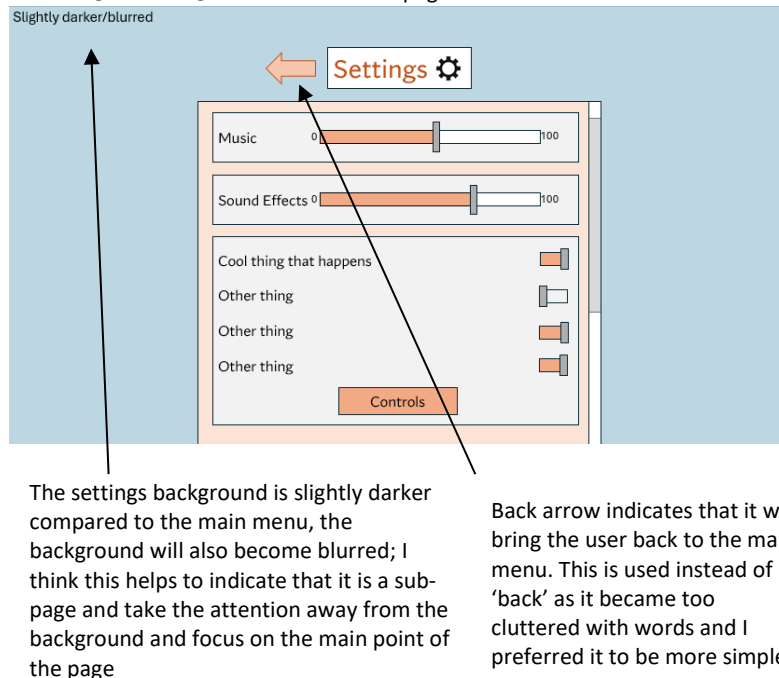 Slightly darker/blurred
Settings
Music 0 100
Sound Effects 0 100
Cool thing that happens
Other thing
Other thing
Other thing
Controls
The settings background is slightly darker
compared to the main menu, the
background will also become blurred; I
think this helps to indicate that it is a sub-
page and take the attention away from the
background and focus on the main point of
the page
Back arrow indicates that it w
bring the user back to the ma
menu. This is used instead of
‘back’ as it became too
cluttered with words and I
preferred it to be more simple